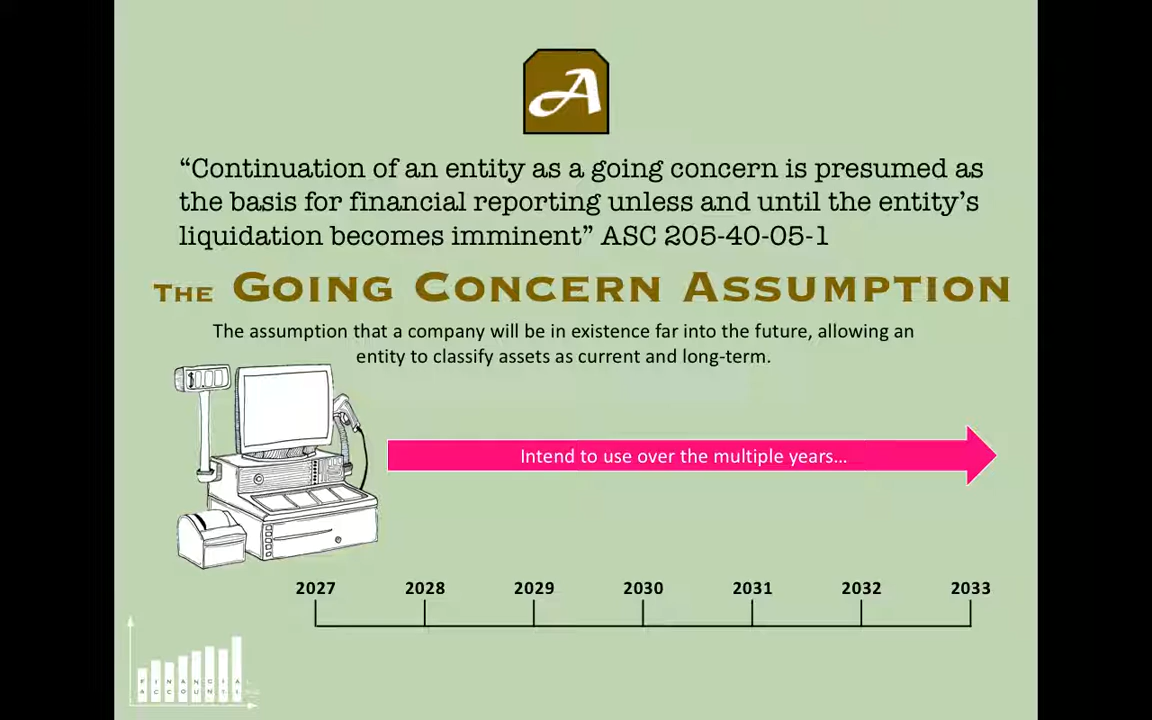 A
“Continuation of an entity as a going concern is presumed as
the basis for financial reporting unless and until the entity’s
liquidation becomes imminent” ASC 205-40-05-1
The Going Concern Assumption
The assumption that a company will be in existence far into the future, allowing an
entity to classify assets as current and long-term.
Intend to use over the multiple years…
2027 2028 2029 2030 2031 2032 2033
FINANCIAL